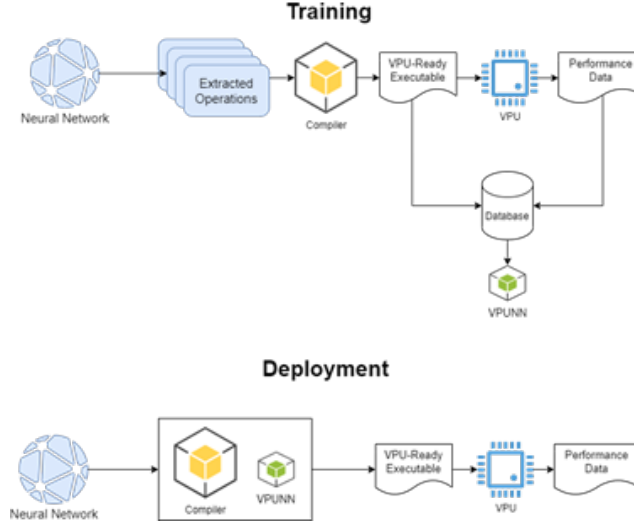 Training
Neural Network
Extracted
Operations
Compiler
VPU-Ready
Executable
VPU
Performance
Data
Database
VPUNN
Deployment
Neural Network
Compiler
VPUNN
VPU-Ready
Executable
VPU
Performance
Data